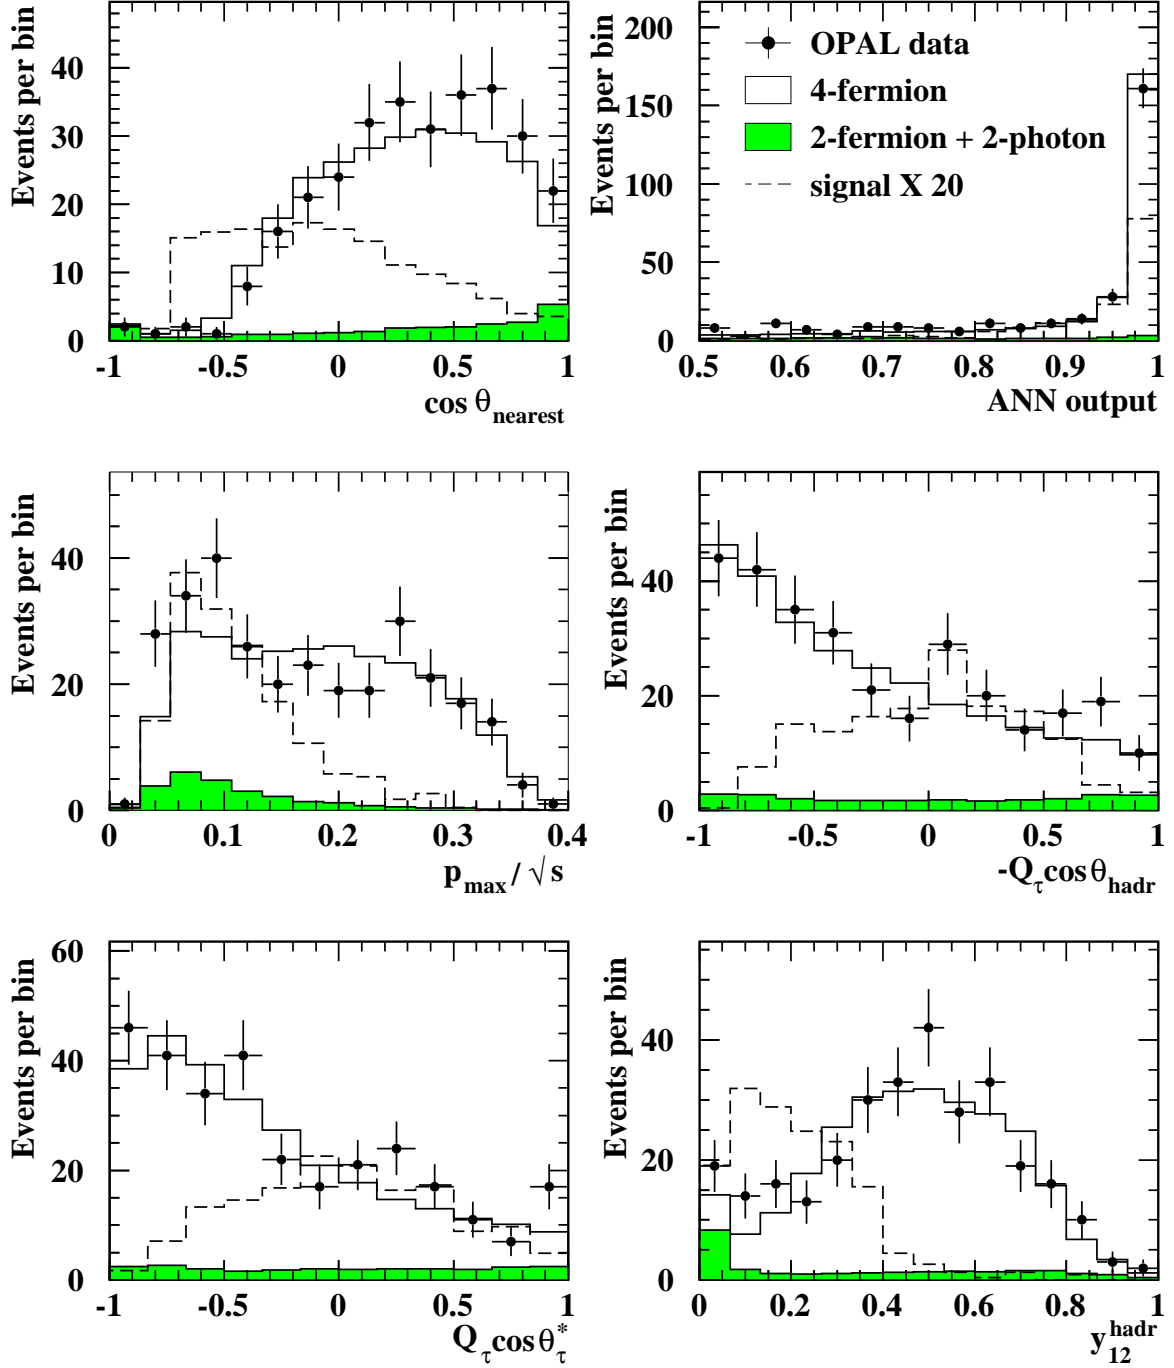 Events per bin
40
30
20
10
0
-1 -0.5 0 0.5 1
cos θnearest
Events per bin
200
150
100
50
0
0.5 0.6 0.7 0.8 0.9 1
ANN output
OPAL data
4-fermion
2-fermion + 2-photon
signal X 20
Events per bin
40
20
0
0 0.1 0.2 0.3 0.4
pmax / √s
Events per bin
40
20
0
-1 -0.5 0 0.5 1
-Qτcosθhadr
Events per bin
60
40
20
0
-1 -0.5 0 0.5 1
Qτcosθτ*
Events per bin
40
20
0
0 0.2 0.4 0.6 0.8 1
y12hadr